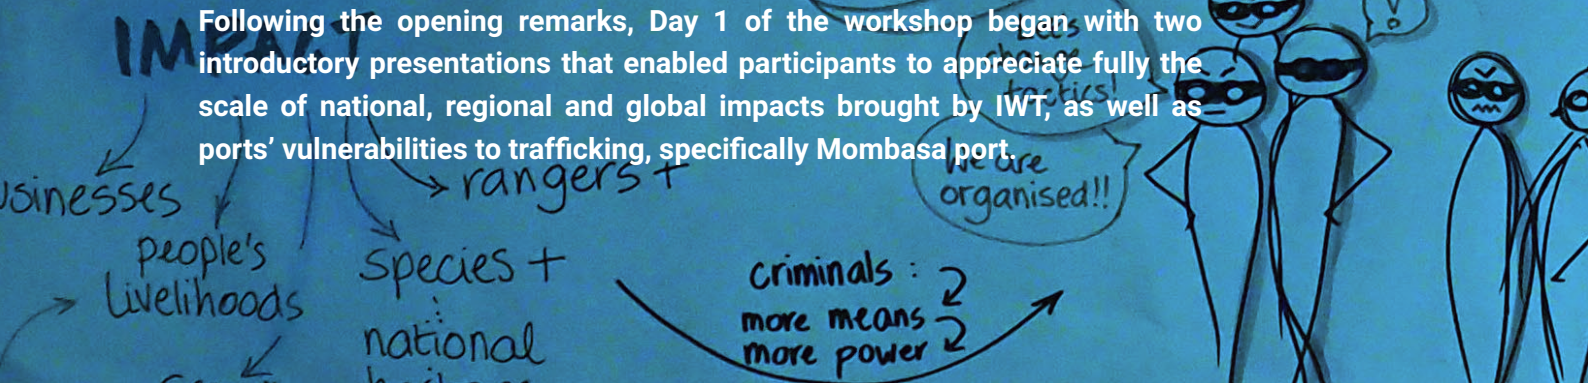 Following the opening remarks, Day 1 of the workshop began with two
introductory presentations that enabled participants to appreciate fully the
scale of national, regional and global impacts brought by IWT, as well as
ports’ vulnerabilities to trafficking, specifically Mombasa port.
IMPACT
change
tactics!
We are
organised!!
rangers +
usinesses
people's
livelihoods
species +
national
criminals :
more means
more power
! ?